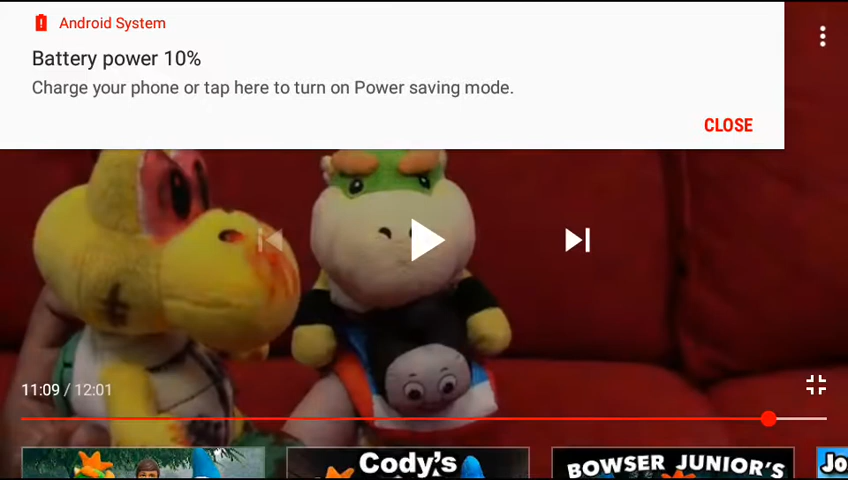 Android System
Battery power 10%
Charge your phone or tap here to turn on Power saving mode.
CLOSE
11:09 / 12:01
Cody's
BOWSER JUNIOR'S
Jo